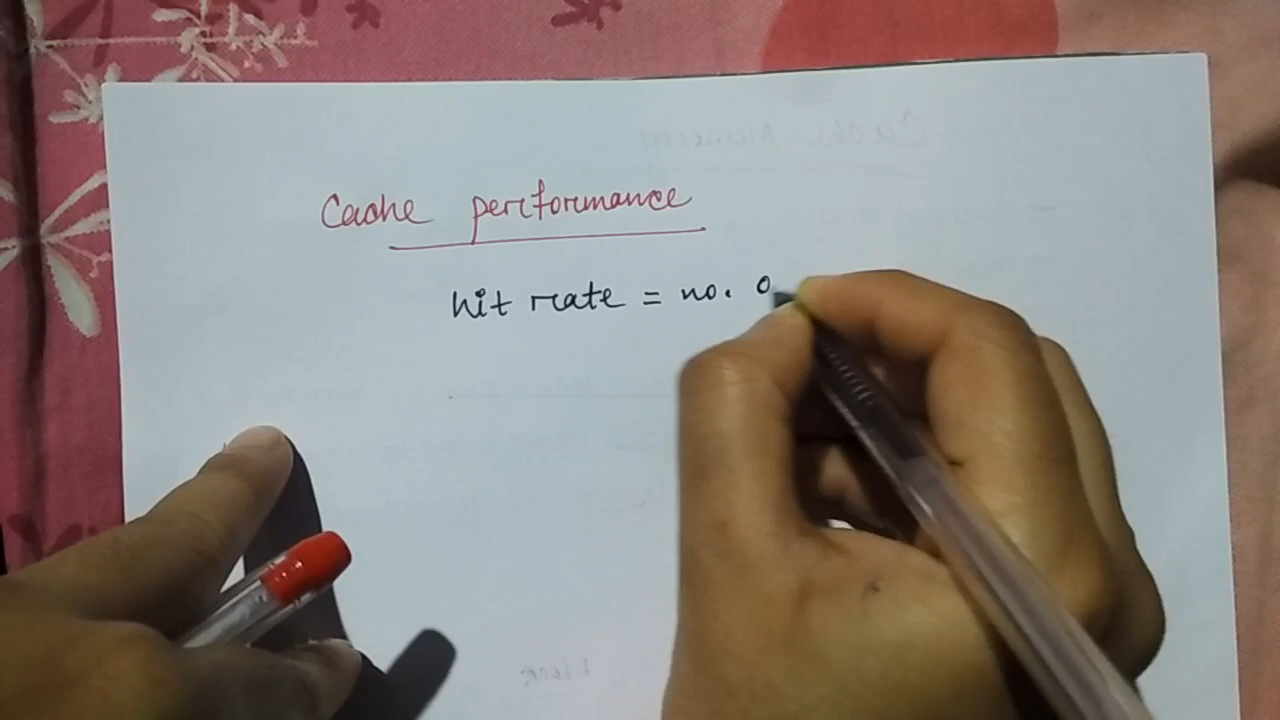 Cache performance
hit rate = no. o